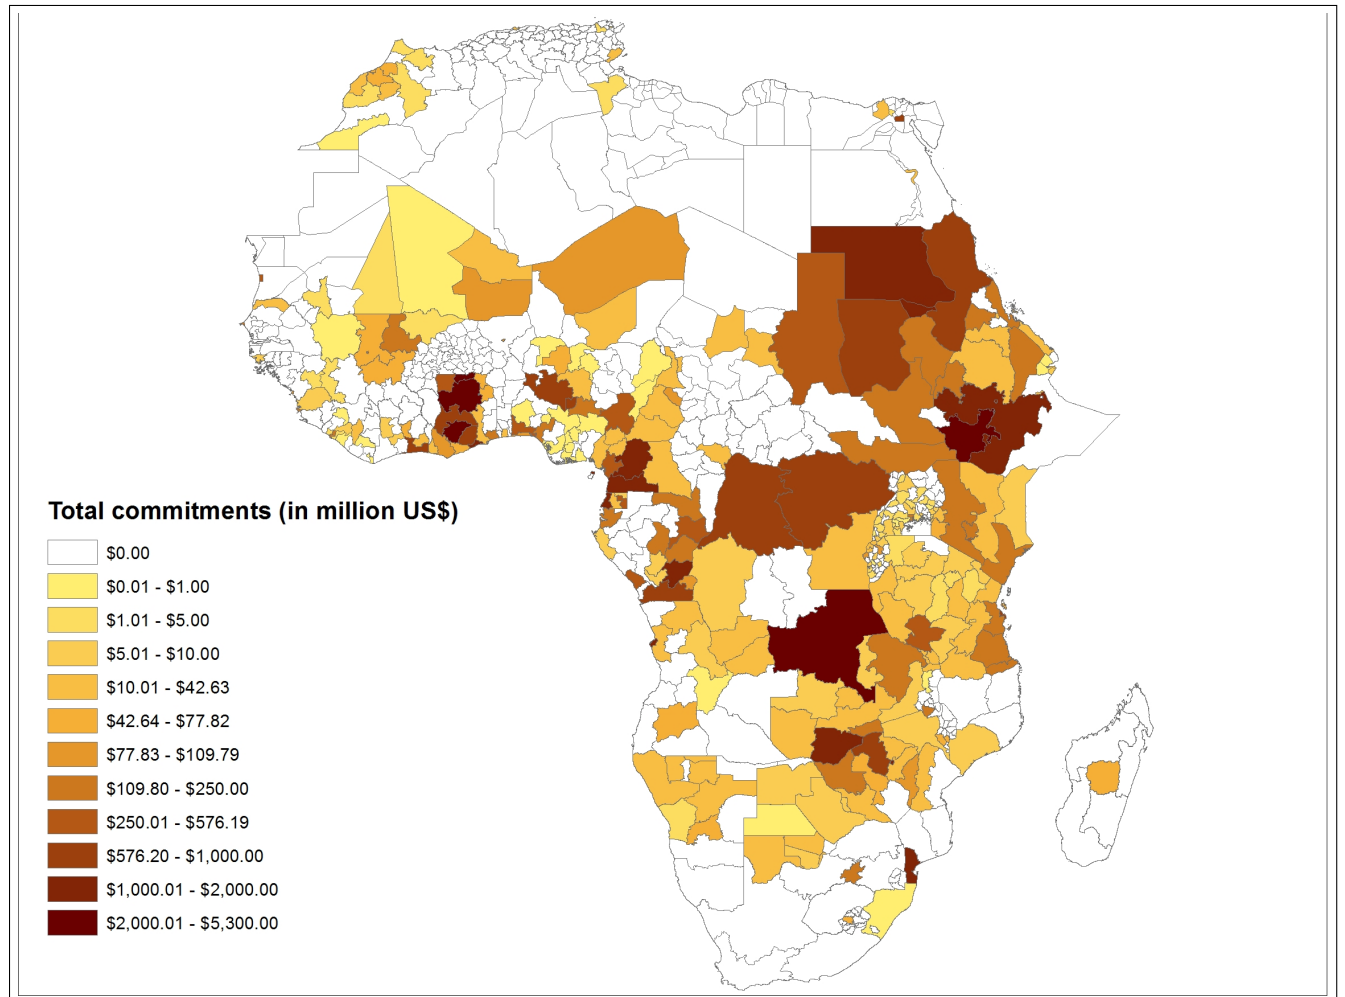 Total commitments (in million US$)
$0.00
$0.01 - $1.00
$1.01 - $5.00
$5.01 - $10.00
$10.01 - $42.63
$42.64 - $77.82
$77.83 - $109.79
$109.80 - $250.00
$250.01 - $576.19
$576.20 - $1,000.00
$1,000.01 - $2,000.00
$2,000.01 - $5,300.00